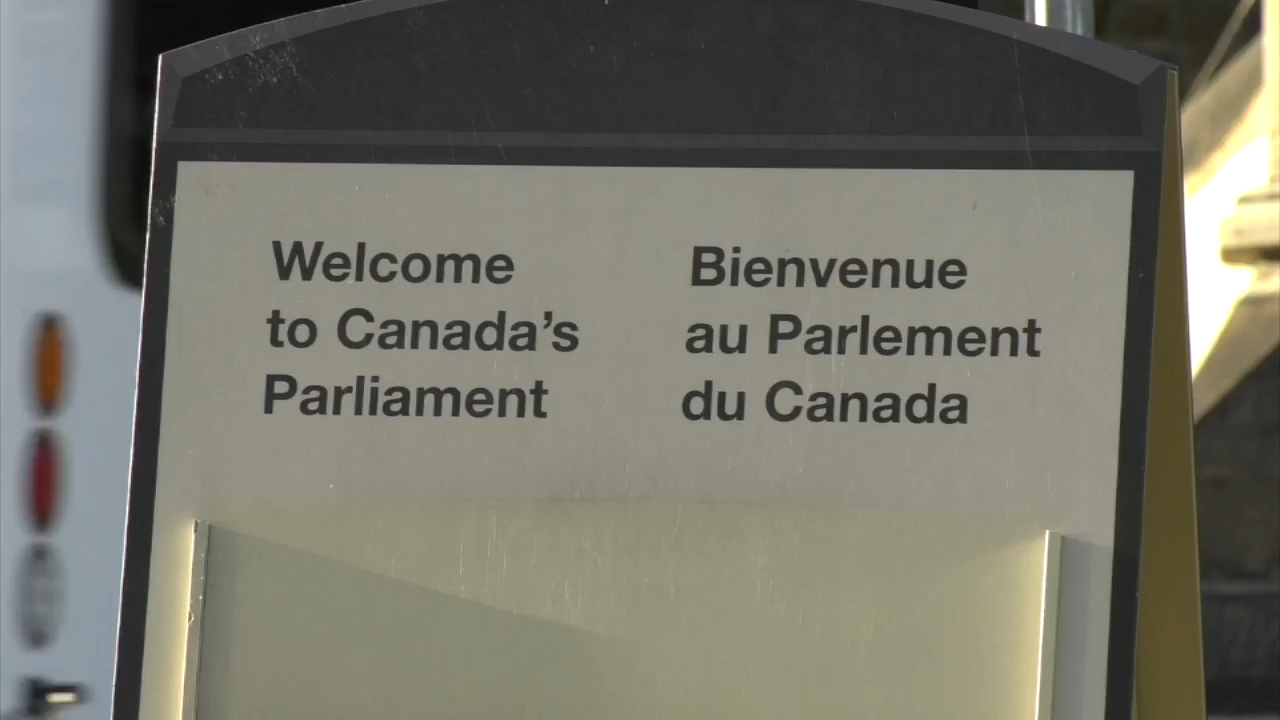 Welcome
to Canada’s
Parliament
Bienvenue
au Parlement
du Canada